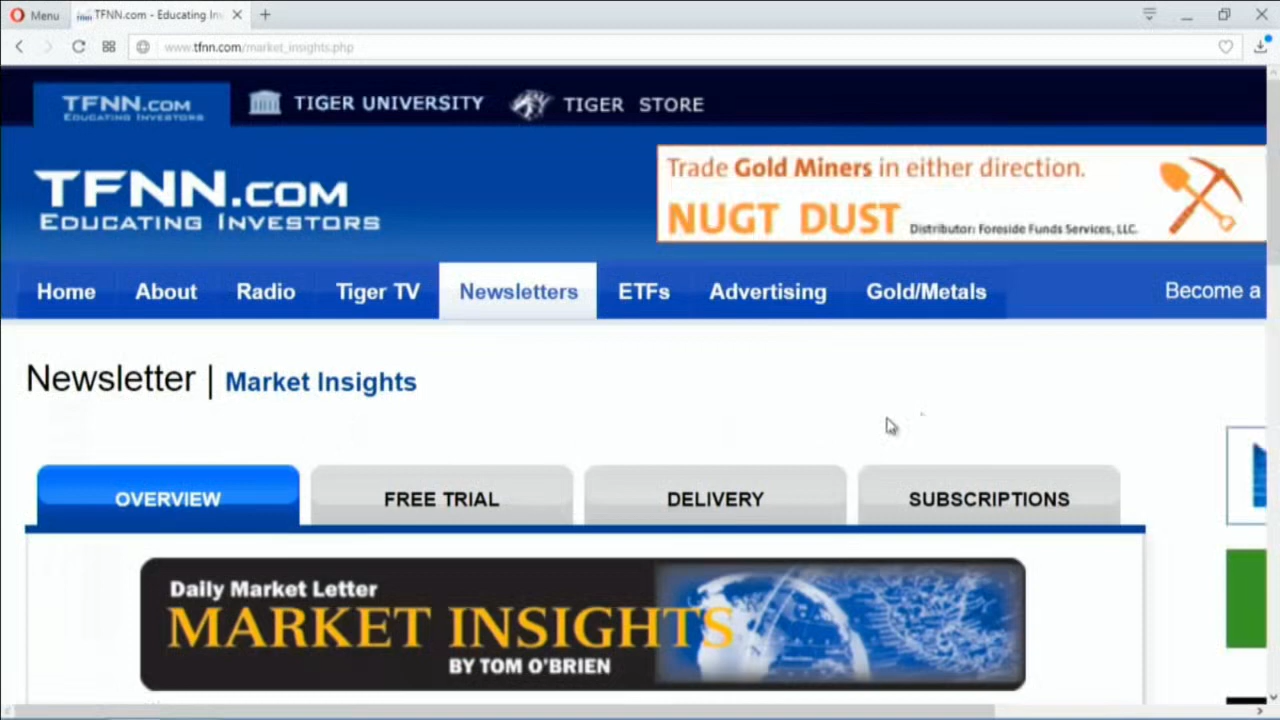 Menu
TFNN.com - Educating In
www.tfnn.com/market_insights.php
TFNN.COM
EDUCATING INVESTORS
TIGER UNIVERSITY
TIGER STORE
TFNN.COM
EDUCATING INVESTORS
Trade Gold Miners in either direction.
NUGT DUST Distributor: Foreside Funds Services, LLC.
Home About Radio Tiger TV Newsletters ETFs Advertising Gold/Metals Become a
Newsletter | Market Insights
OVERVIEW FREE TRIAL DELIVERY SUBSCRIPTIONS
Daily Market Letter
MARKET INSIGHTS
BY TOM O'BRIEN